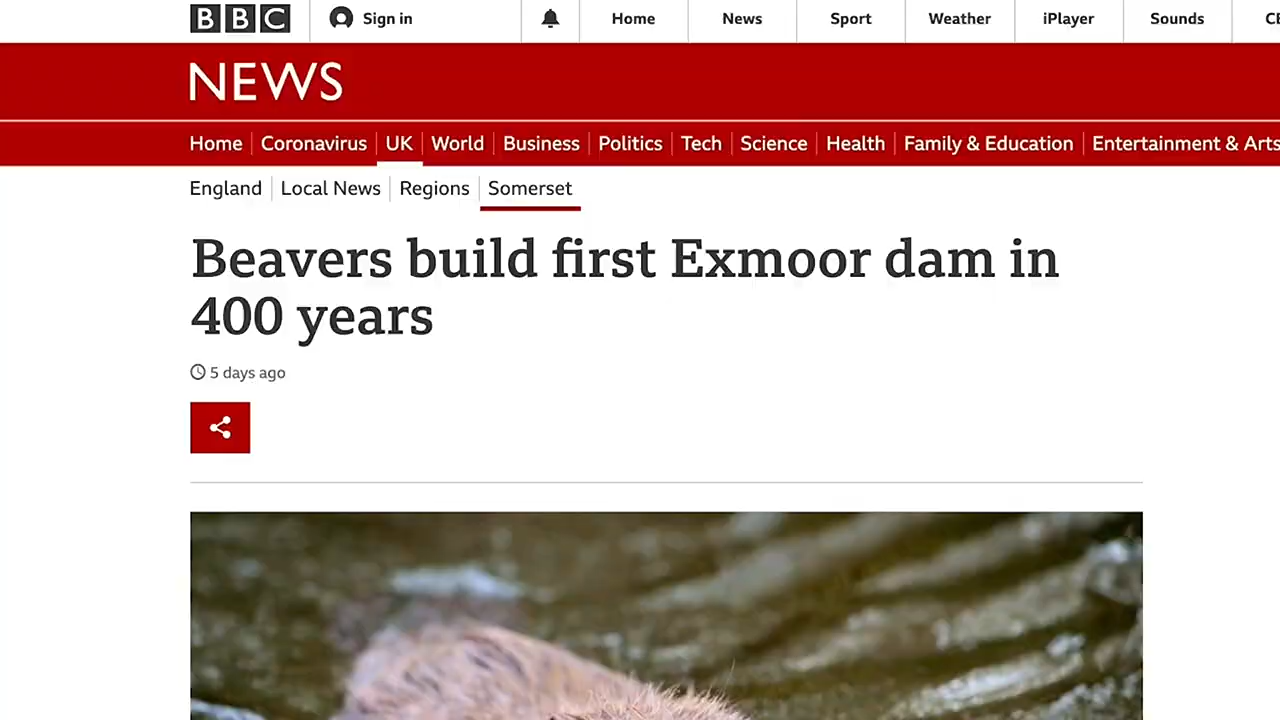 BBC Sign in Home News Sport Weather iPlayer Sounds
NEWS
Home Coronavirus UK World Business Politics Tech Science Health Family & Education Entertainment & Arts
England Local News Regions Somerset
Beavers build first Exmoor dam in
400 years
5 days ago